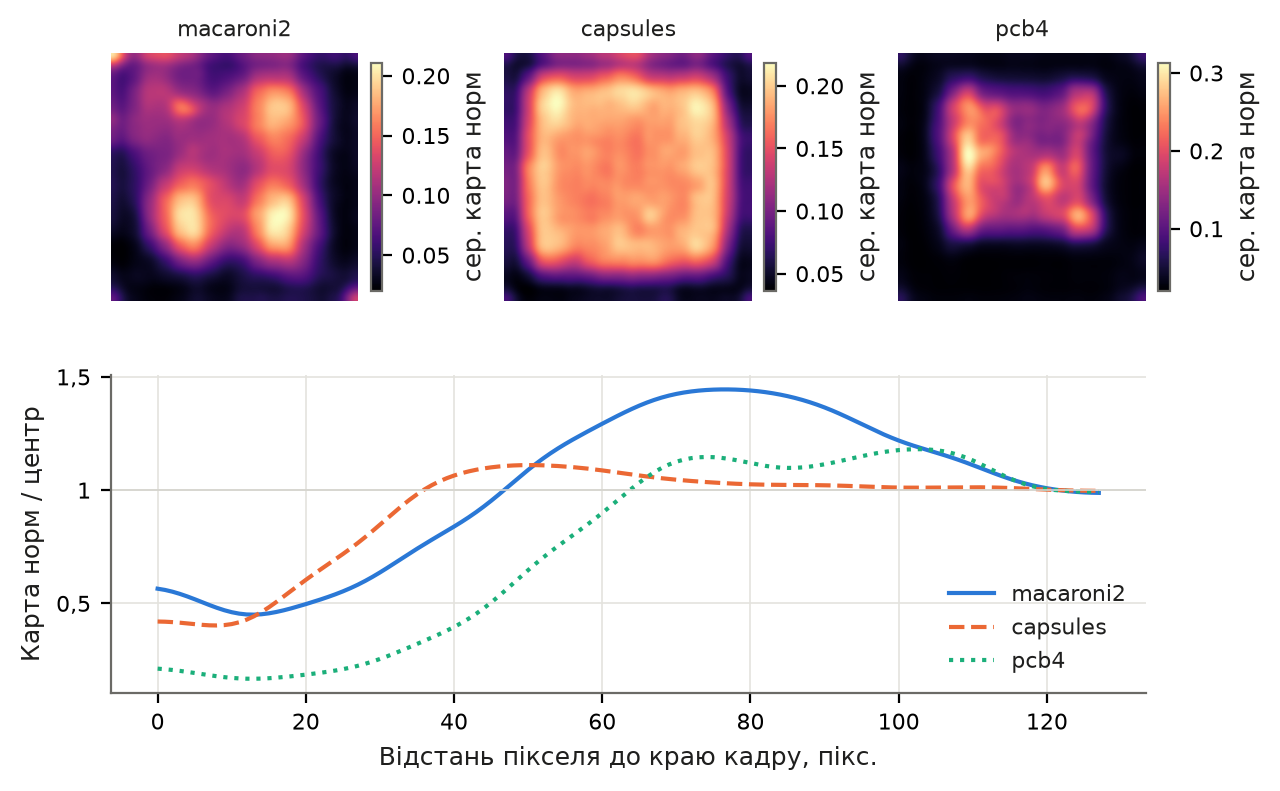 macaroni2
capsules
pcb4
0.20
0.15
0.10
0.05
сер. карта норм
0.20
0.15
0.10
0.05
сер. карта норм
0.3
0.2
0.1
сер. карта норм
1,5
1
0,5
Карта норм / центр
macaroni2
capsules
pcb4
0 20 40 60 80 100 120
Відстань пікселя до краю кадру, пікс.